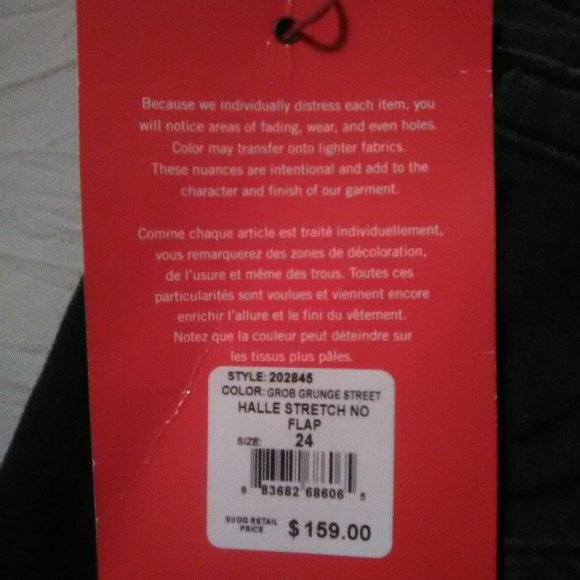 Because we individually distress each item, you
will notice areas of fading, wear, and even holes.
Color may transfer onto lighter fabrics.
These nuances are intentional and add to the
character and finish of our garment.
Comme chaque article est traité individuellement,
vous remarquerez des zones de décoloration,
de l'usure et même des trous. Toutes ces
particularités sont voulues et viennent encore
enrichir l'allure et le fini du vêtement.
Notez que la couleur peut déteindre sur
les tissus plus pâles.
STYLE: 202845
COLOR: GROB GRUNGE STREET
HALLE STRETCH NO
FLAP
SIZE: 24
8 83682 68606 5
SUGG RETAIL
PRICE $159.00